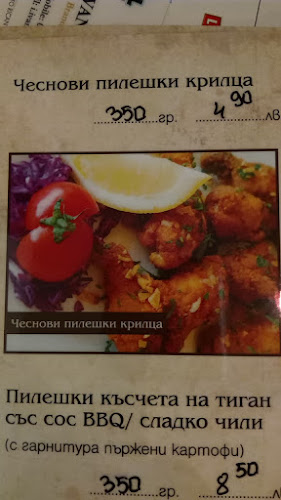 Чеснови пилешки крилца
350 гр. 4 90 лв
Чеснови пилешки крилца
Пилешки късчета на тиган
със сос BBQ/ сладко чили
(с гарнитура пържени картофи)
350 гр. 8 50